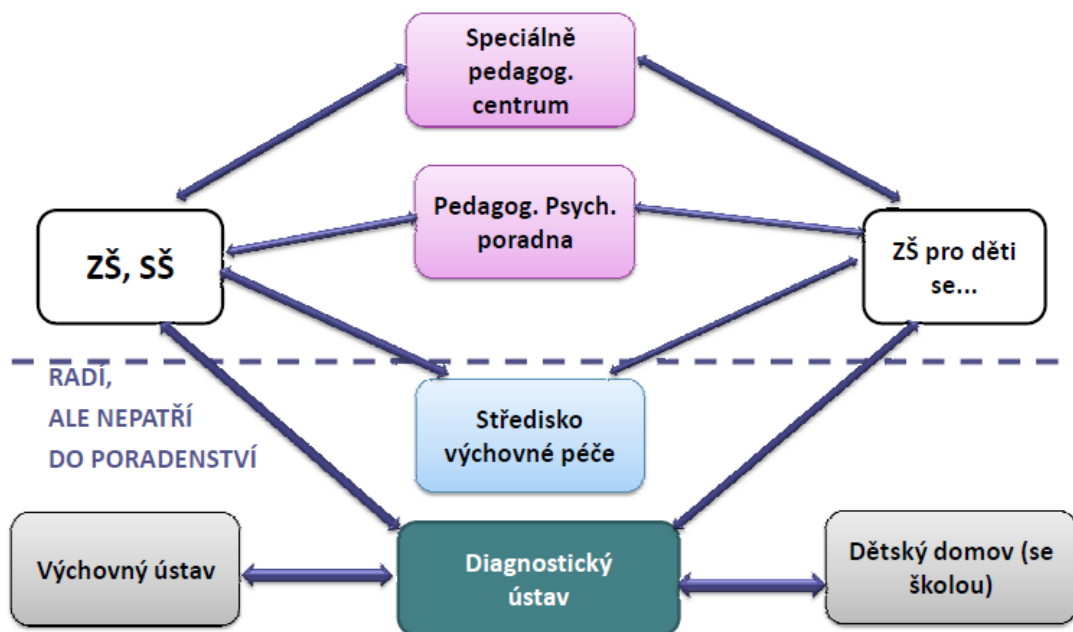 Speciálně
pedagog.
centrum
Pedagog. Psych.
poradna
ZŠ, SŠ
ZŠ pro děti
se...
RADÍ,
ALE NEPATŘÍ
DO PORADENSTVÍ
Středisko
výchovné péče
Výchovný ústav
Diagnostický
ústav
Dětský domov (se
školou)